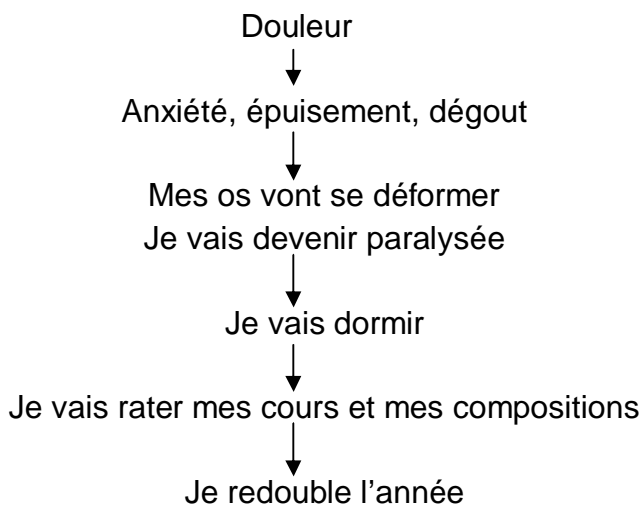 Douleur
Anxiété, épuisement, dégout
Mes os vont se déformer
Je vais devenir paralysée
Je vais dormir
Je vais rater mes cours et mes compositions
Je redouble l’année